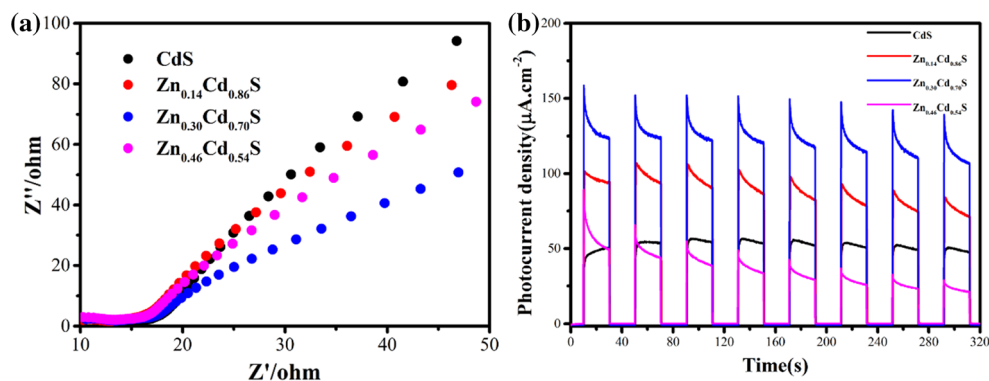 (a)
100
80
60
40
20
0
Z''/ohm
CdS
Zn0.14Cd0.86S
Zn0.30Cd0.70S
Zn0.46Cd0.54S
10 20 30 40 50
Z'/ohm
(b)
200
150
100
50
0
Photocurrent density(μA.cm-2)
CdS
Zn0.14Cd0.86S
Zn0.30Cd0.70S
Zn0.46Cd0.54S
0 40 80 120 160 200 240 280 320
Time(s)